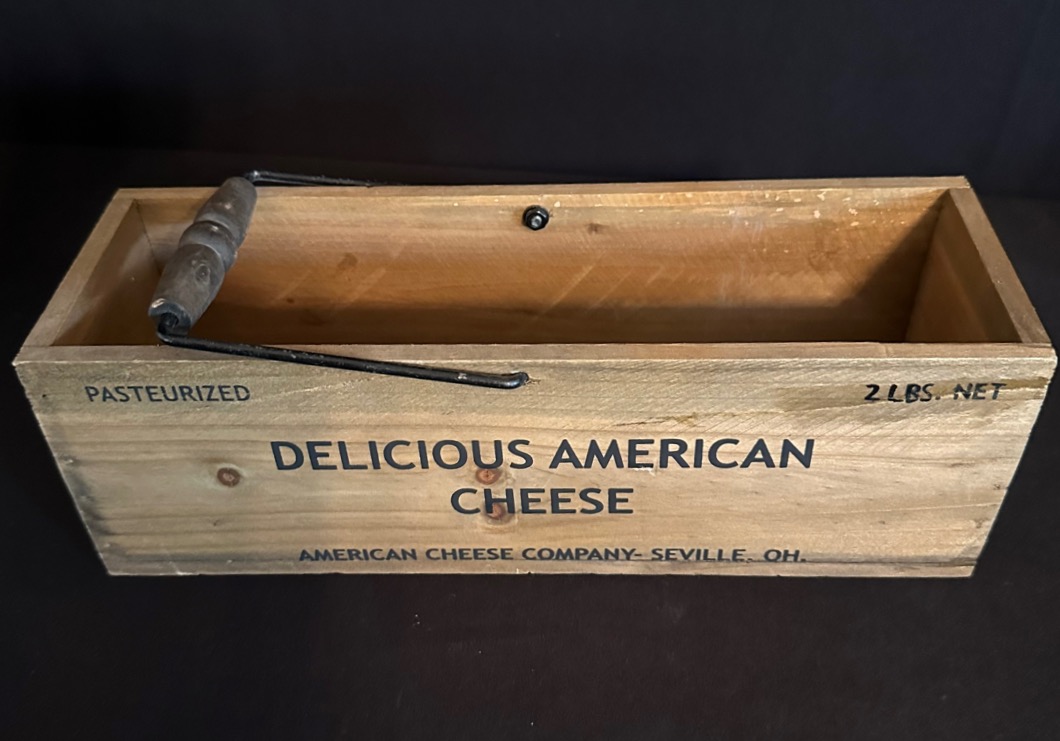 PASTEURIZED 2 LBS. NET
DELICIOUS AMERICAN
CHEESE
AMERICAN CHEESE COMPANY- SEVILLE, OH.